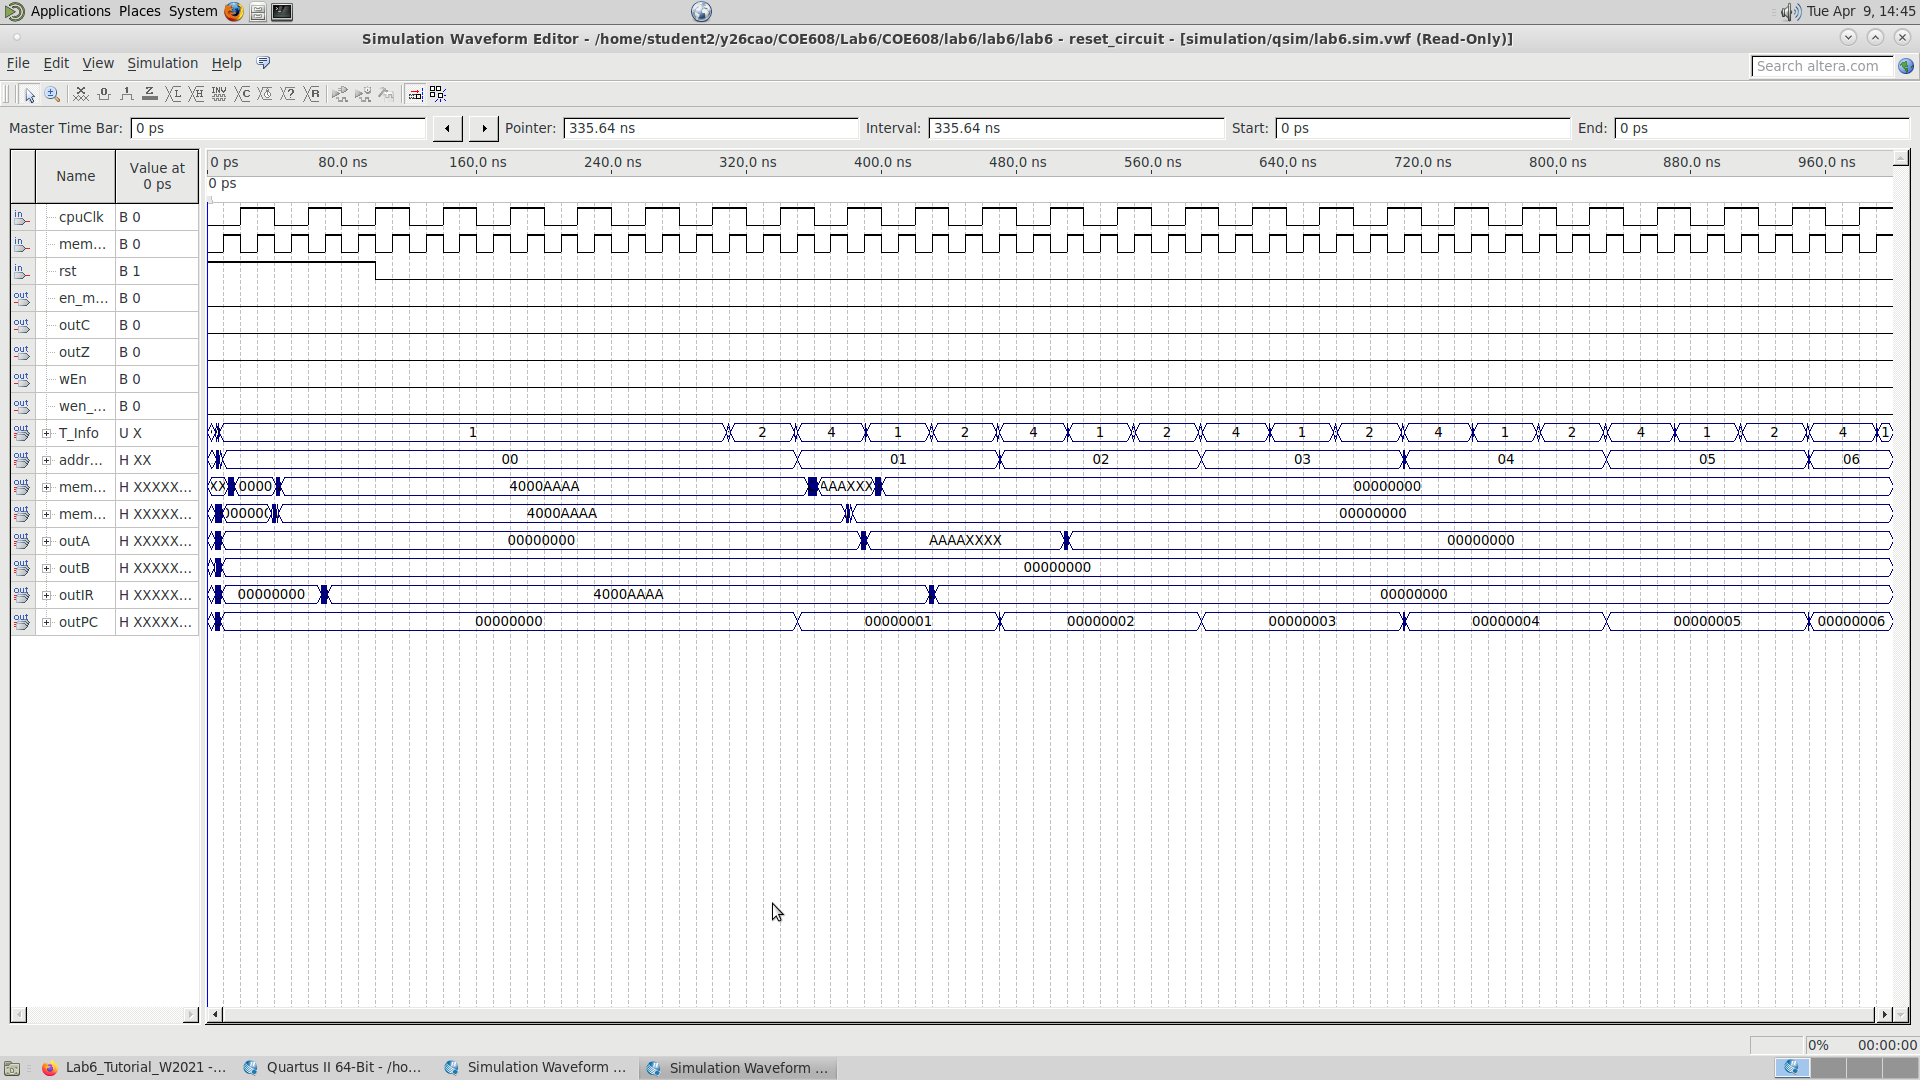 Applications Places System Tue Apr 9, 14:45
Simulation Waveform Editor - /home/student2/y26cao/COE608/Lab6/COE608/lab6/lab6/lab6 - reset_circuit - [simulation/qsim/lab6.sim.vwf (Read-Only)]
File Edit View Simulation Help Search altera.com
Master Time Bar: 0 ps Pointer: 335.64 ns Interval: 335.64 ns Start: 0 ps End: 0 ps
Name Value at 0 ps 0 ps 80.0 ns 160.0 ns 240.0 ns 320.0 ns 400.0 ns 480.0 ns 560.0 ns 640.0 ns 720.0 ns 800.0 ns 880.0 ns 960.0 ns
0 ps
cpuClk B 0
mem... B 0
rst B 1
en_m... B 0
outC B 0
outZ B 0
wEn B 0
wen_... B 0
T_Info U X 1 2 4 1 2 4 1 2 4 1 2 4 1 2 4 1 2 4 1
addr... H XX 00 01 02 03 04 05 06
mem... H XXXXX... XX 0000 4000AAAA AAAXXX 00000000
mem... H XXXXX... 00000 4000AAAA 00000000
outA H XXXXX... 00000000 AAAAXXXX 00000000
outB H XXXXX... 00000000
outIR H XXXXX... 00000000 4000AAAA 00000000
outPC H XXXXX... 00000000 00000001 00000002 00000003 00000004 00000005 00000006
0% 00:00:00
Lab6_Tutorial_W2021 -... Quartus II 64-Bit - /ho... Simulation Waveform ... Simulation Waveform ...